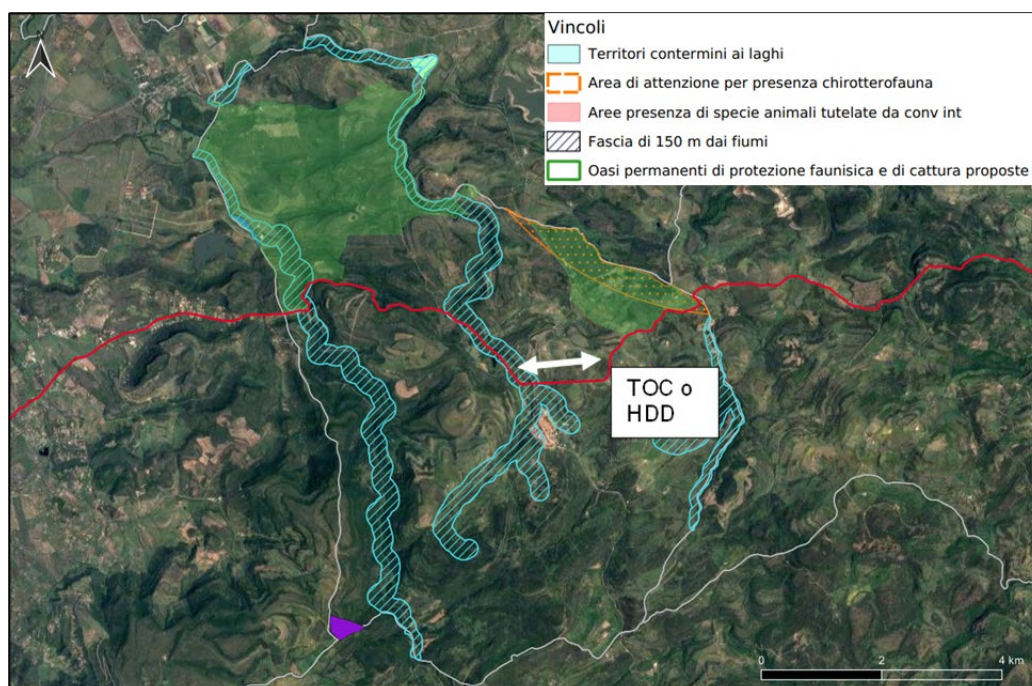 Vincoli
Territori contermini ai laghi
Area di attenzione per presenza chirotterofauna
Aree presenza di specie animali tutelate da conv int
Fascia di 150 m dai fiumi
Oasi permanenti di protezione faunisica e di cattura proposte
TOC o
HDD
0 2 4 km